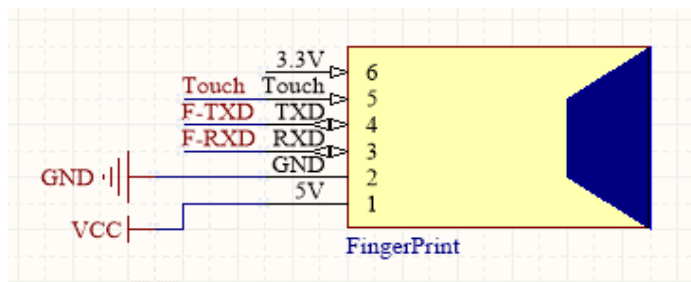 3.3V 6
Touch Touch 5
F-TXD TXD 4
F-RXD RXD 3
GND GND 2
5V 1
VCC
FingerPrint